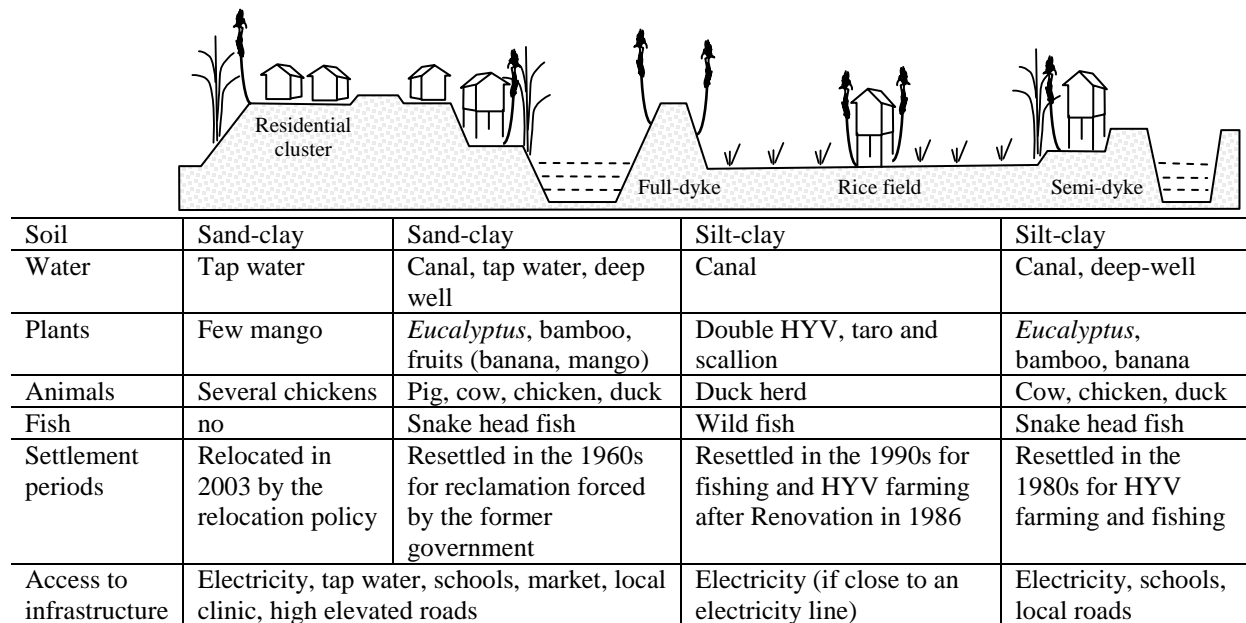 Residential
cluster
Full-dyke
Rice field
Semi-dyke
Soil
Sand-clay
Sand-clay
Silt-clay
Silt-clay
Water
Tap water
Canal, tap water, deep
well
Canal
Canal, deep-well
Plants
Few mango
Eucalyptus, bamboo,
fruits (banana, mango)
Double HYV, taro and
scallion
Eucalyptus,
bamboo, banana
Animals
Several chickens
Pig, cow, chicken, duck
Duck herd
Cow, chicken, duck
Fish
no
Snake head fish
Wild fish
Snake head fish
Settlement
periods
Relocated in
2003 by the
relocation policy
Resettled in the 1960s
for reclamation forced
by the former
government
Resettled in the 1990s for
fishing and HYV farming
after Renovation in 1986
Resettled in the
1980s for HYV
farming and fishing
Access to
infrastructure
Electricity, tap water, schools, market, local
clinic, high elevated roads
Electricity (if close to an
electricity line)
Electricity, schools,
local roads